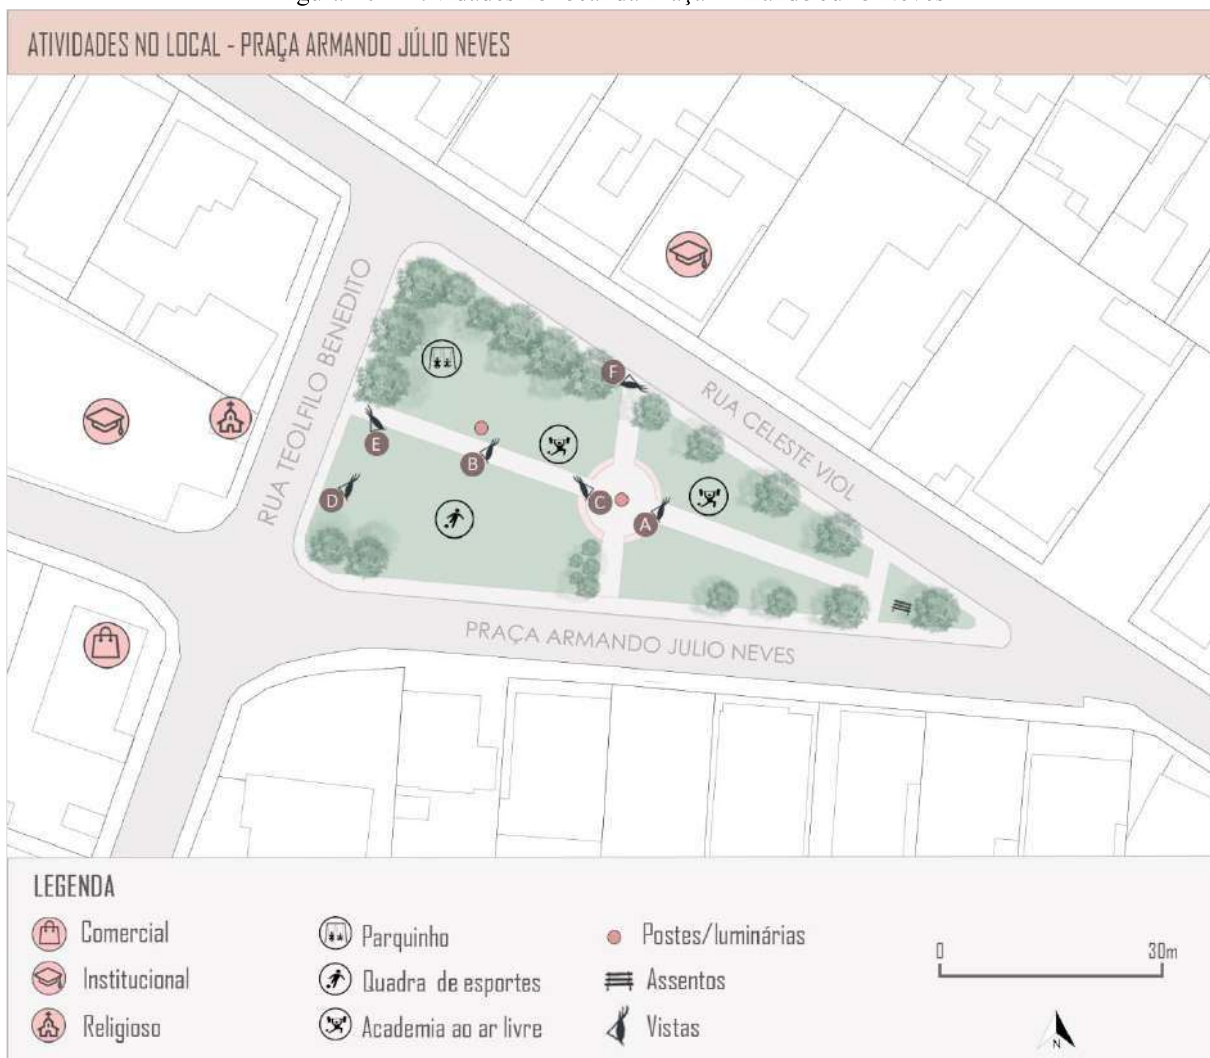 ATIVIDADES NO LOCAL - PRAÇA ARMANDO JÚLIO NEVES
RUA TEOLFILO BENEDITO
RUA CELESTE VIOL
PRAÇA ARMANDO JULIO NEVES
F
E
B
D
C
A
LEGENDA
Comercial
Institucional
Religioso
Parquinho
Quadra de esportes
Academia ao ar livre
Postes/luminárias
Assentos
Vistas
0 30m
N